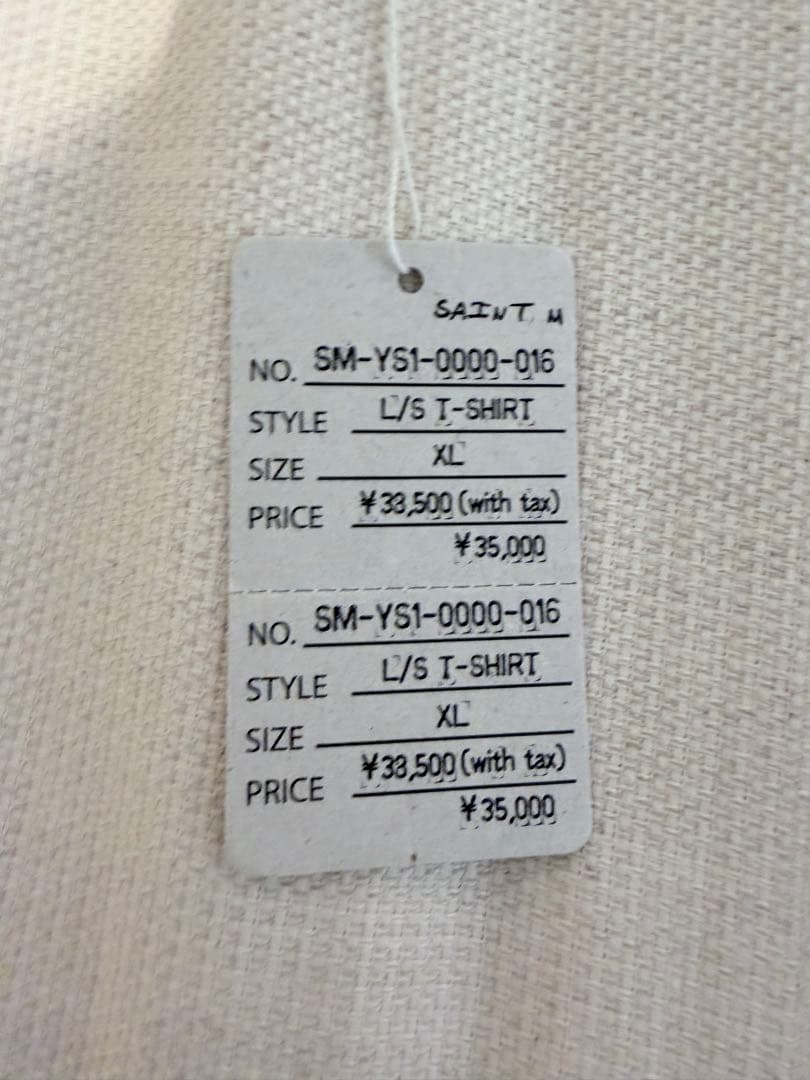 SAINT M
NO. SM-YS1-0000-016
STYLE L/S T-SHIRT
SIZE XL
PRICE ¥38,500 (with tax)
¥35,000
NO. SM-YS1-0000-016
STYLE L/S T-SHIRT
SIZE XL
PRICE ¥38,500 (with tax)
¥35,000